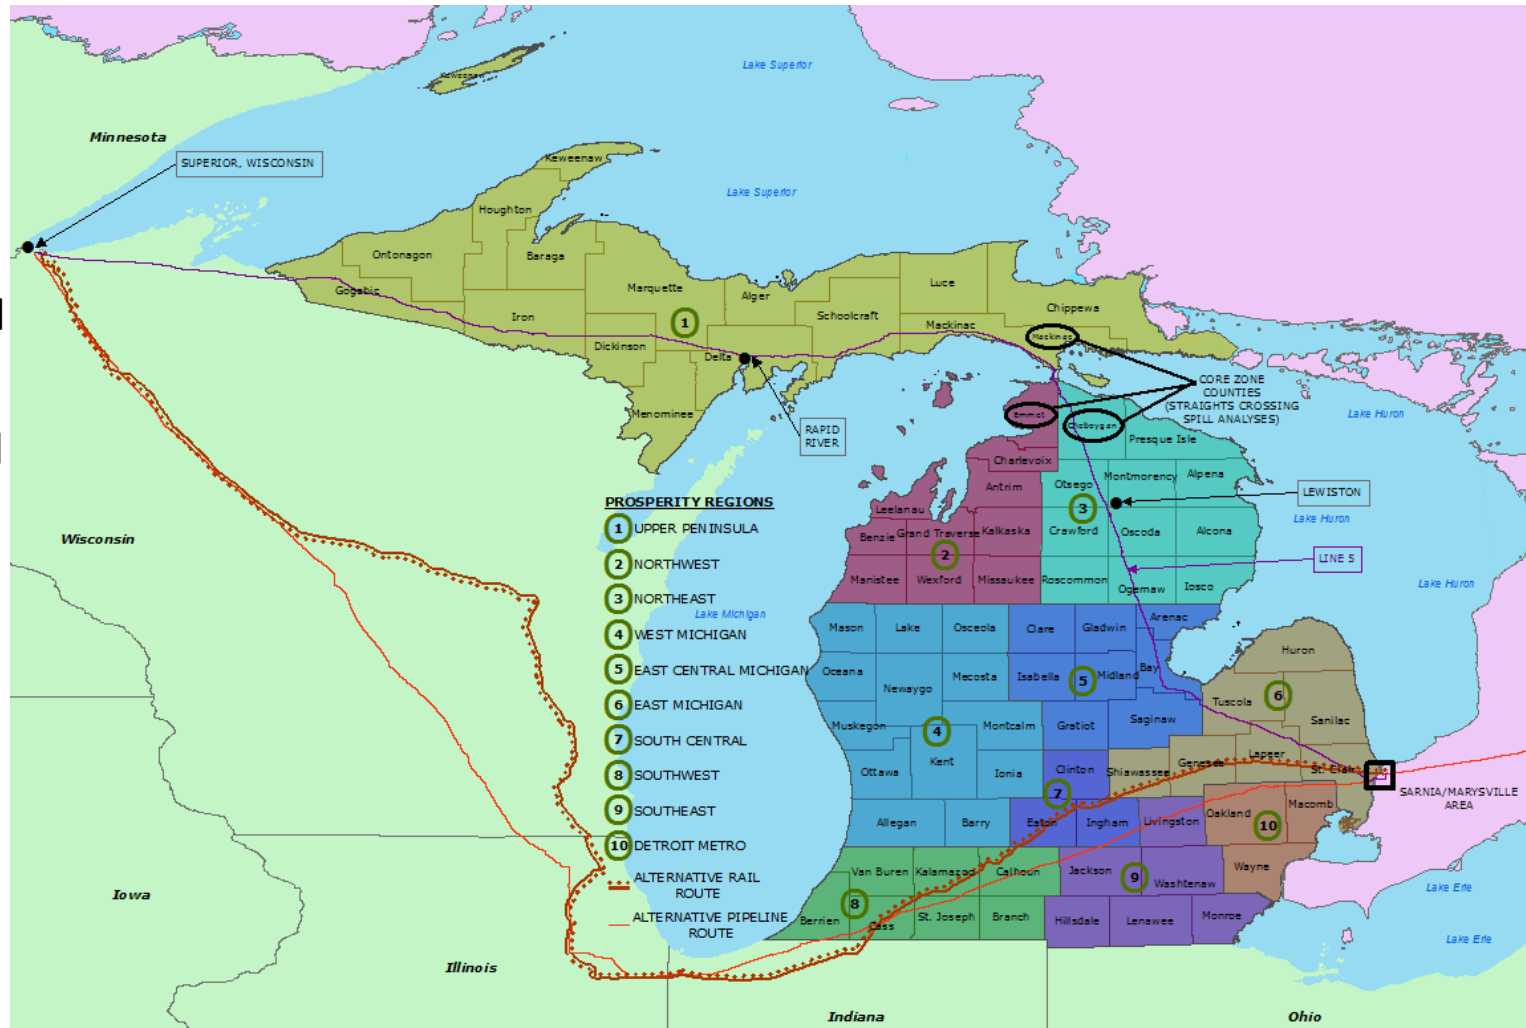 Lake Superior
Keweenaw
Minnesota
SUPERIOR, WISCONSIN
Keweenaw
Lake Superior
Houghton
Ontonagon
Baraga
Gogebic
Marquette
Alger
Luce
Iron
Schoolcraft
Chippewa
Mackinac
1
Mackinac
Dickinson
Delta
Menominee
RAPID
RIVER
CORE ZONE
COUNTIES
(STRAIGHTS CROSSING
SPILL ANALYSES)
Lake Huron
Emmet
Cheboygan
Presque Isle
Charlevoix
Antrim
Otsego
Montmorency
Alpena
LEWISTON
Lake Huron
Leelanau
3
Benzie
Grand Traverse
Kalkaska
Crawford
Oscoda
Alcona
2
LINE 5
Manistee
Wexford
Missaukee
Roscommon
Ogemaw
Iosco
Lake Huron
Wisconsin
PROSPERITY REGIONS
1 UPPER PENINSULA
2 NORTHWEST
3 NORTHEAST
Lake Michigan
4 WEST MICHIGAN
5 EAST CENTRAL MICHIGAN
6 EAST MICHIGAN
7 SOUTH CENTRAL
8 SOUTHWEST
9 SOUTHEAST
10 DETROIT METRO
ALTERNATIVE RAIL
ROUTE
ALTERNATIVE PIPELINE
ROUTE
Mason
Lake
Osceola
Clare
Gladwin
Arenac
Huron
Oceana
Newaygo
Mecosta
Isabella
5
Midland
Bay
Tuscola
6
Sanilac
Muskegon
4
Montcalm
Gratiot
Saginaw
Ottawa
Kent
Ionia
Clinton
Shiawassee
Genesee
Lapeer
St. Clair
7
SARNIA/MARYSVILLE
AREA
Allegan
Barry
Eaton
Ingham
Livingston
Oakland
Macomb
10
Van Buren
Kalamazoo
Calhoun
Jackson
9
Washtenaw
Wayne
8
Berrien
Cass
St. Joseph
Branch
Hillsdale
Lenawee
Monroe
Lake Erie
Lake Erie
Iowa
Illinois
Indiana
Ohio